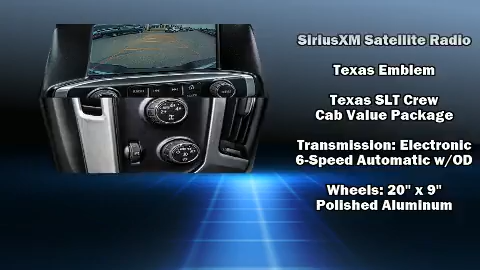 SiriusXM Satellite Radio
Texas Emblem
Texas SLT Crew
Cab Value Package
Transmission: Electronic
6-Speed Automatic w/OD
Wheels: 20" x 9"
Polished Aluminum